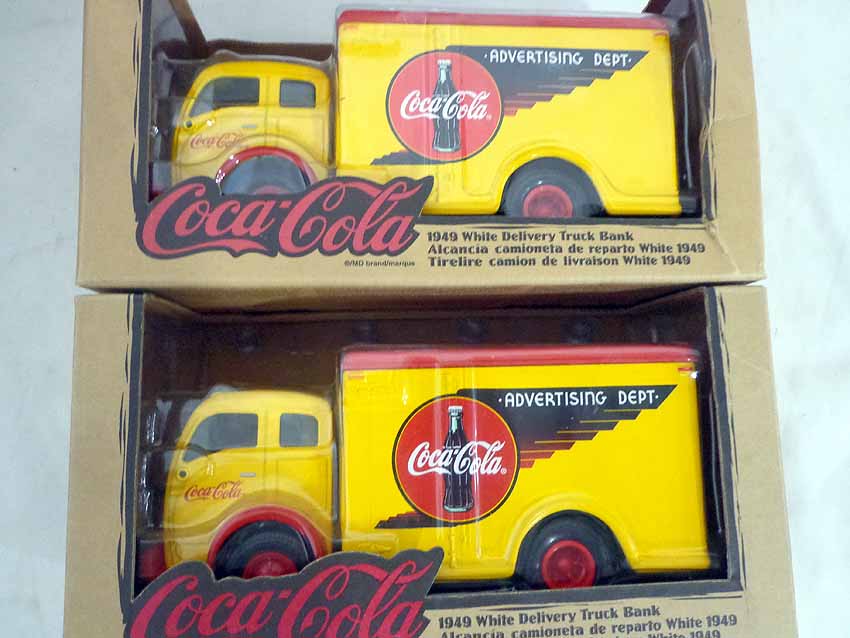 ·ADVERTISING DEPT·
Coca-Cola
Coca-Cola
Coca-Cola
1949 White Delivery Truck Bank
Alcancía camioneta de reparto White 1949
Tirelire camion de livraison White 1949
©/MD brand/marque
·ADVERTISING DEPT·
Coca-Cola
Coca-Cola
Coca-Cola
1949 White Delivery Truck Bank
Alcancía camioneta de reparto White 1949
White 1949